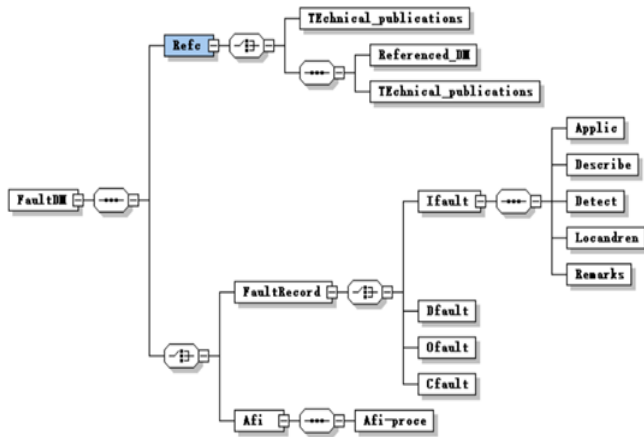 TEchnical_publications
Refc
Referenced_DM
TEchnical_publications
Applic
Describe
FaultDM
Ifault
Detect
Locandren
Remarks
FaultRecord
Dfault
Ofault
Cfault
Afi
Afi-proce